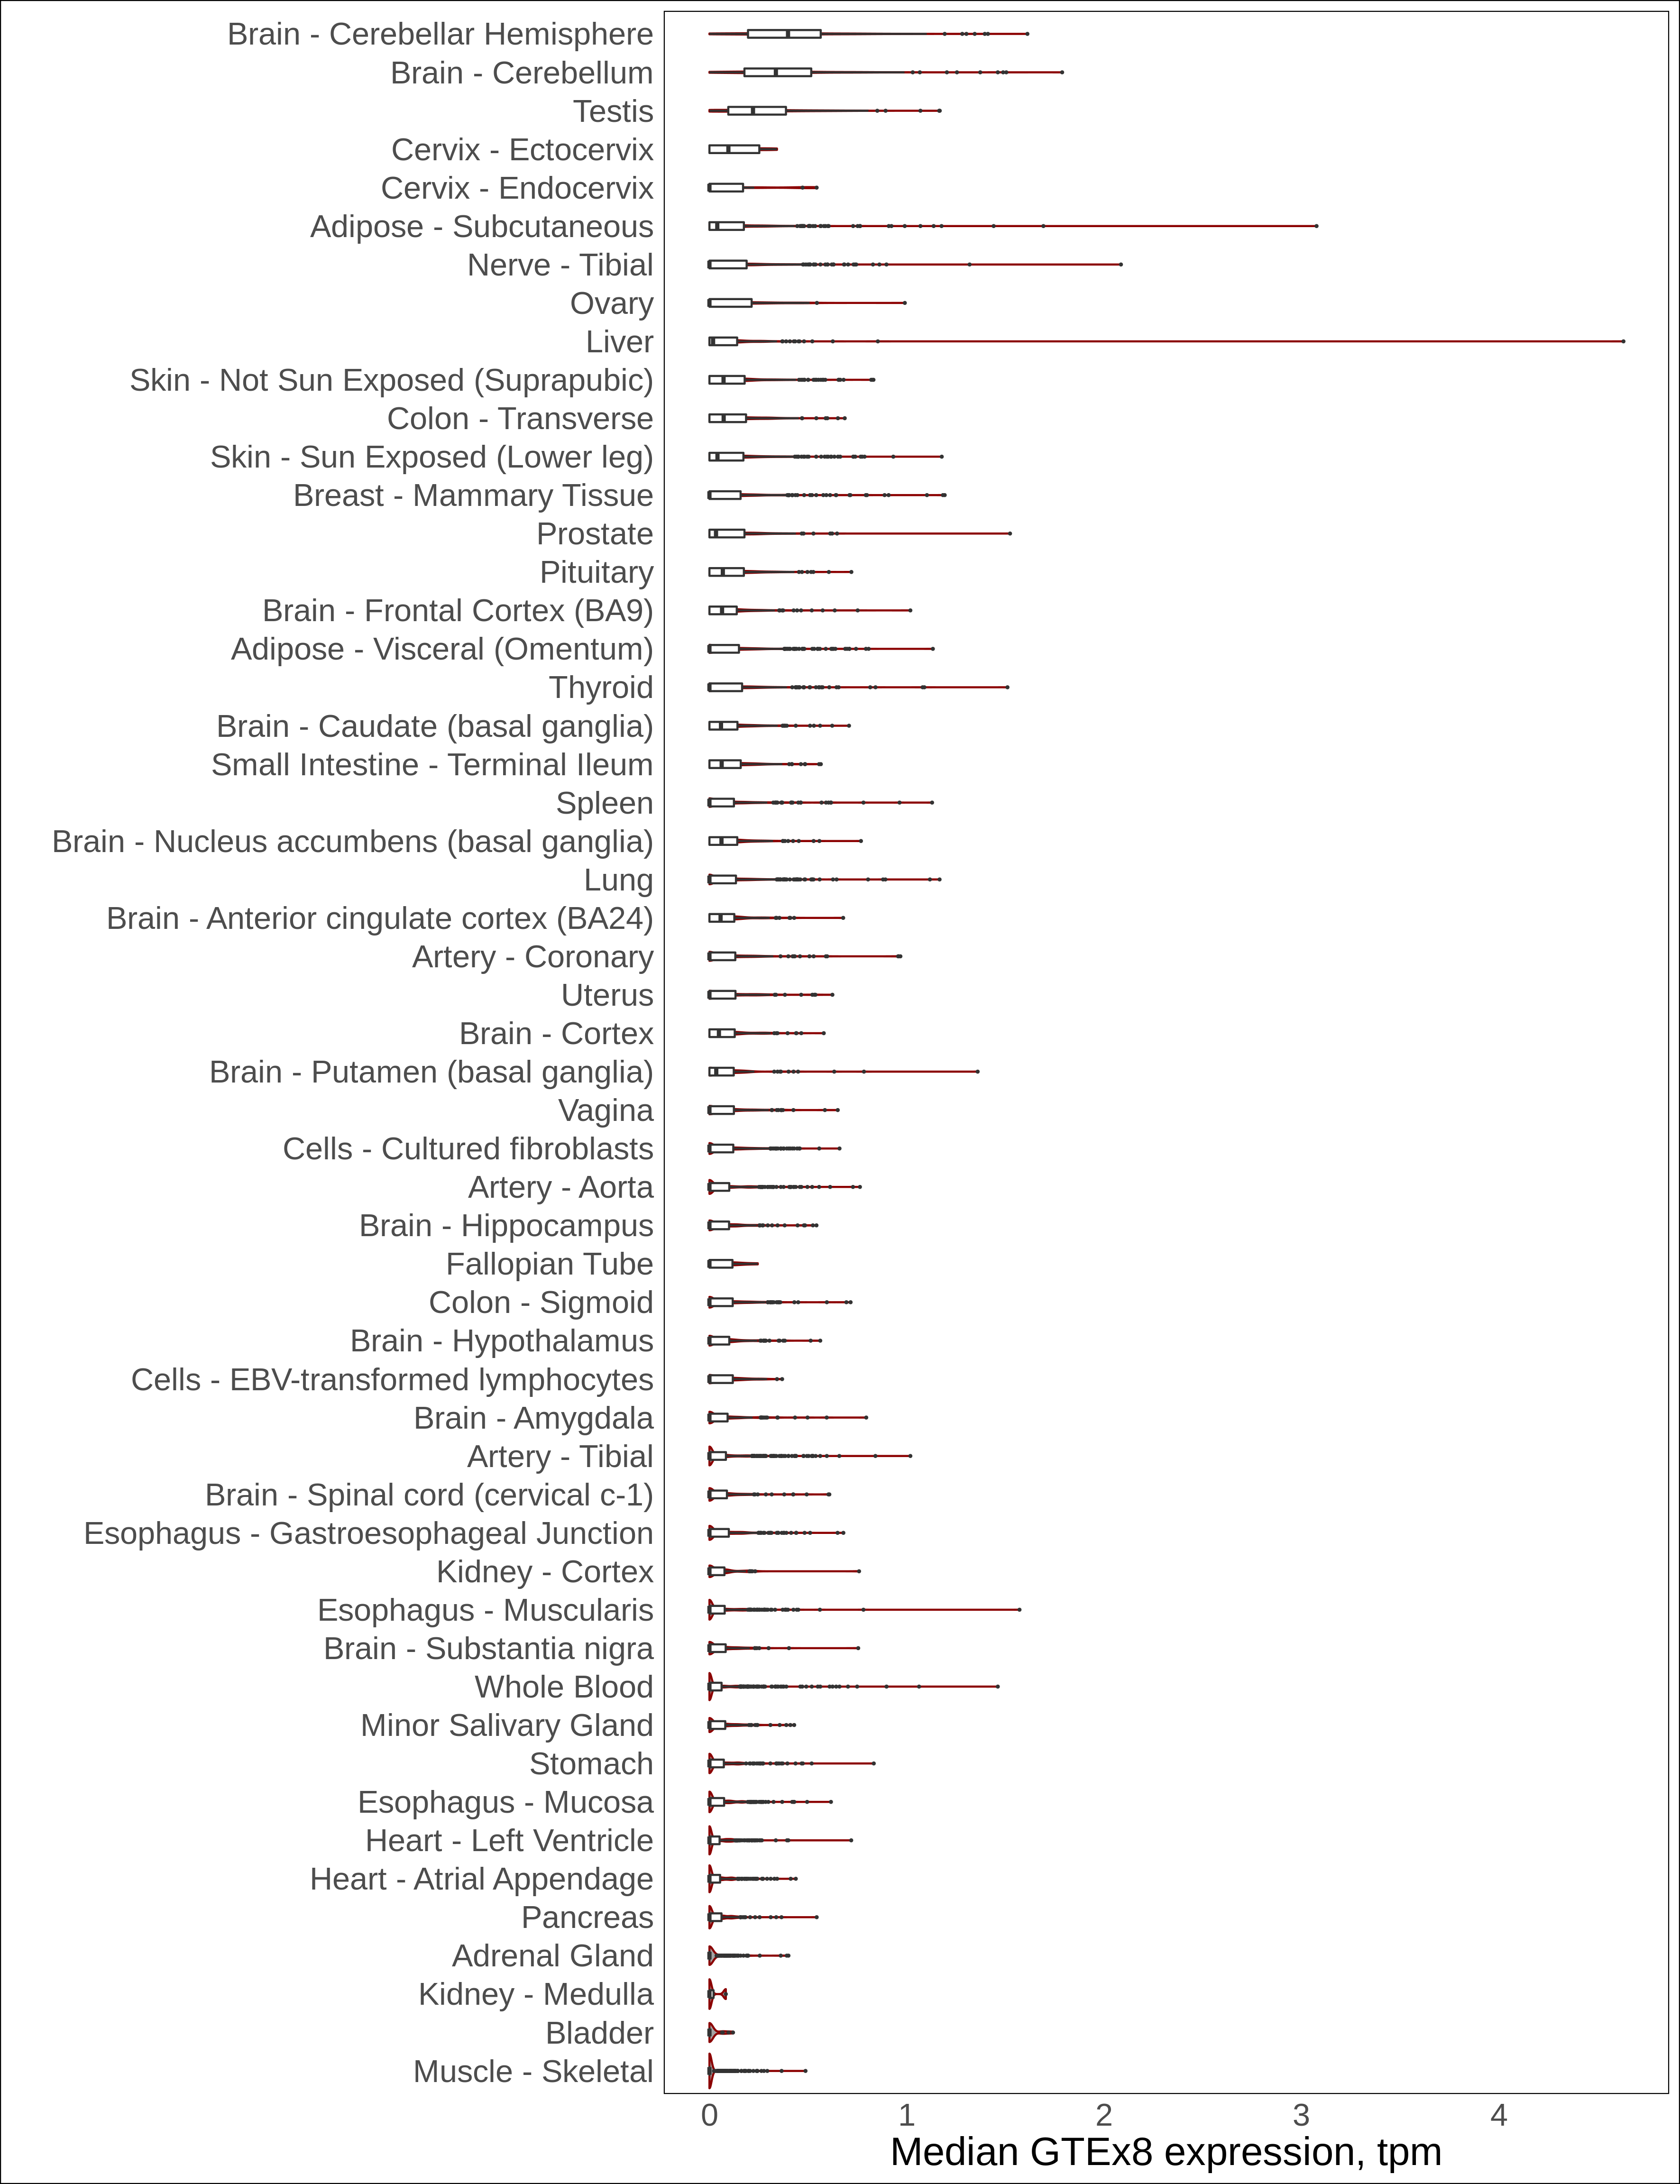 Brain - Cerebellar Hemisphere
Brain - Cerebellum
Testis
Cervix - Ectocervix
Cervix - Endocervix
Adipose - Subcutaneous
Nerve - Tibial
Ovary
Liver
Skin - Not Sun Exposed (Suprapubic)
Colon - Transverse
Skin - Sun Exposed (Lower leg)
Breast - Mammary Tissue
Prostate
Pituitary
Brain - Frontal Cortex (BA9)
Adipose - Visceral (Omentum)
Thyroid
Brain - Caudate (basal ganglia)
Small Intestine - Terminal Ileum
Spleen
Brain - Nucleus accumbens (basal ganglia)
Lung
Brain - Anterior cingulate cortex (BA24)
Artery - Coronary
Uterus
Brain - Cortex
Brain - Putamen (basal ganglia)
Vagina
Cells - Cultured fibroblasts
Artery - Aorta
Brain - Hippocampus
Fallopian Tube
Colon - Sigmoid
Brain - Hypothalamus
Cells - EBV-transformed lymphocytes
Brain - Amygdala
Artery - Tibial
Brain - Spinal cord (cervical c-1)
Esophagus - Gastroesophageal Junction
Kidney - Cortex
Esophagus - Muscularis
Brain - Substantia nigra
Whole Blood
Minor Salivary Gland
Stomach
Esophagus - Mucosa
Heart - Left Ventricle
Heart - Atrial Appendage
Pancreas
Adrenal Gland
Kidney - Medulla
Bladder
Muscle - Skeletal
0 1 2 3 4
Median GTEx8 expression, tpm